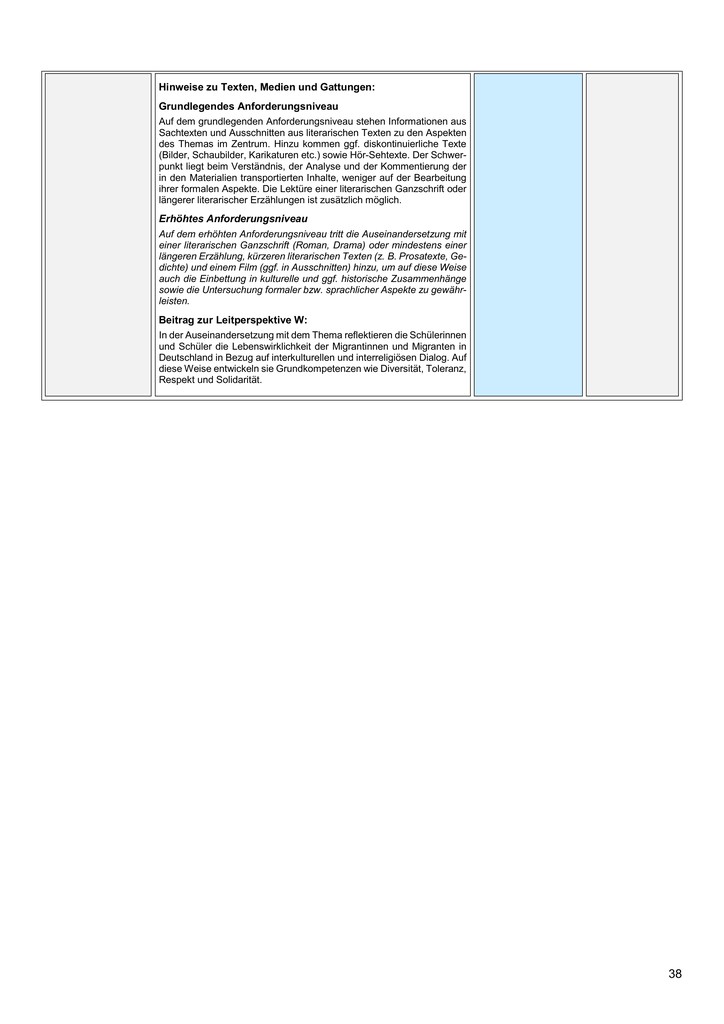 Hinweise zu Texten, Medien und Gattungen:
Grundlegendes Anforderungsniveau
Auf dem grundlegenden Anforderungsniveau stehen Informationen aus
Sachtexten und Ausschnitten aus literarischen Texten zu den Aspekten
des Themas im Zentrum. Hinzu kommen ggf. diskontinuierliche Texte
(Bilder, Schaubilder, Karikaturen etc.) sowie Hör-Sehtexte. Der Schwer-
punkt liegt beim Verständnis, der Analyse und der Kommentierung der
in den Materialien transportierten Inhalte, weniger auf der Bearbeitung
ihrer formalen Aspekte. Die Lektüre einer literarischen Ganzschrift oder
längerer literarischer Erzählungen ist zusätzlich möglich.
Erhöhtes Anforderungsniveau
Auf dem erhöhten Anforderungsniveau tritt die Auseinandersetzung mit
einer literarischen Ganzschrift (Roman, Drama) oder mindestens einer
längeren Erzählung, kürzeren literarischen Texten (z. B. Prosatexte, Ge-
dichte) und einem Film (ggf. in Ausschnitten) hinzu, um auf diese Weise
auch die Einbettung in kulturelle und ggf. historische Zusammenhänge
sowie die Untersuchung formaler bzw. sprachlicher Aspekte zu gewähr-
leisten.
Beitrag zur Leitperspektive W:
In der Auseinandersetzung mit dem Thema reflektieren die Schülerinnen
und Schüler die Lebenswirklichkeit der Migrantinnen und Migranten in
Deutschland in Bezug auf interkulturellen und interreligiösen Dialog. Auf
diese Weise entwickeln sie Grundkompetenzen wie Diversität, Toleranz,
Respekt und Solidarität.
38